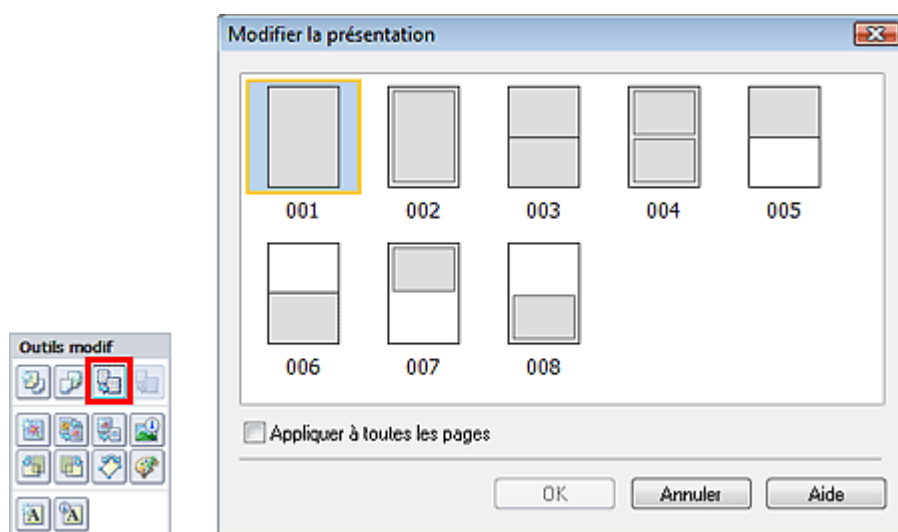 Modifier la présentation
001 002 003 004 005
006 007 008
Appliquer à toutes les pages
OK Annuler Aide
Outils modif